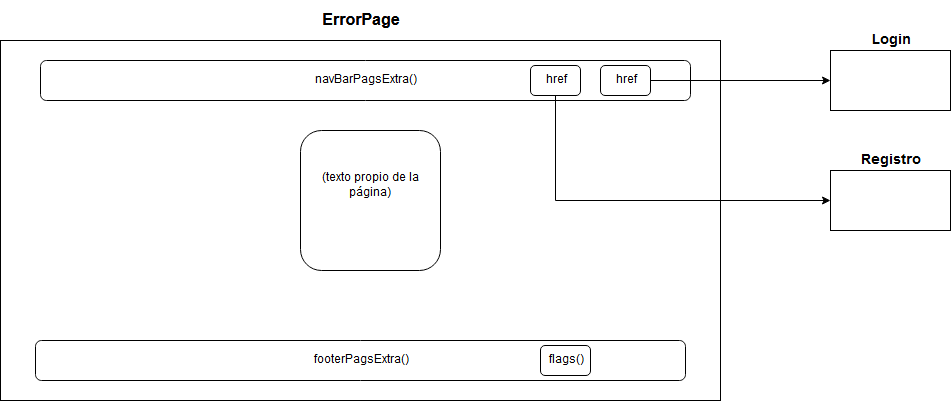 ErrorPage
Login
navBarPagsExtra()
href
href
Registro
(texto propio de la
página)
footerPagsExtra()
flags()